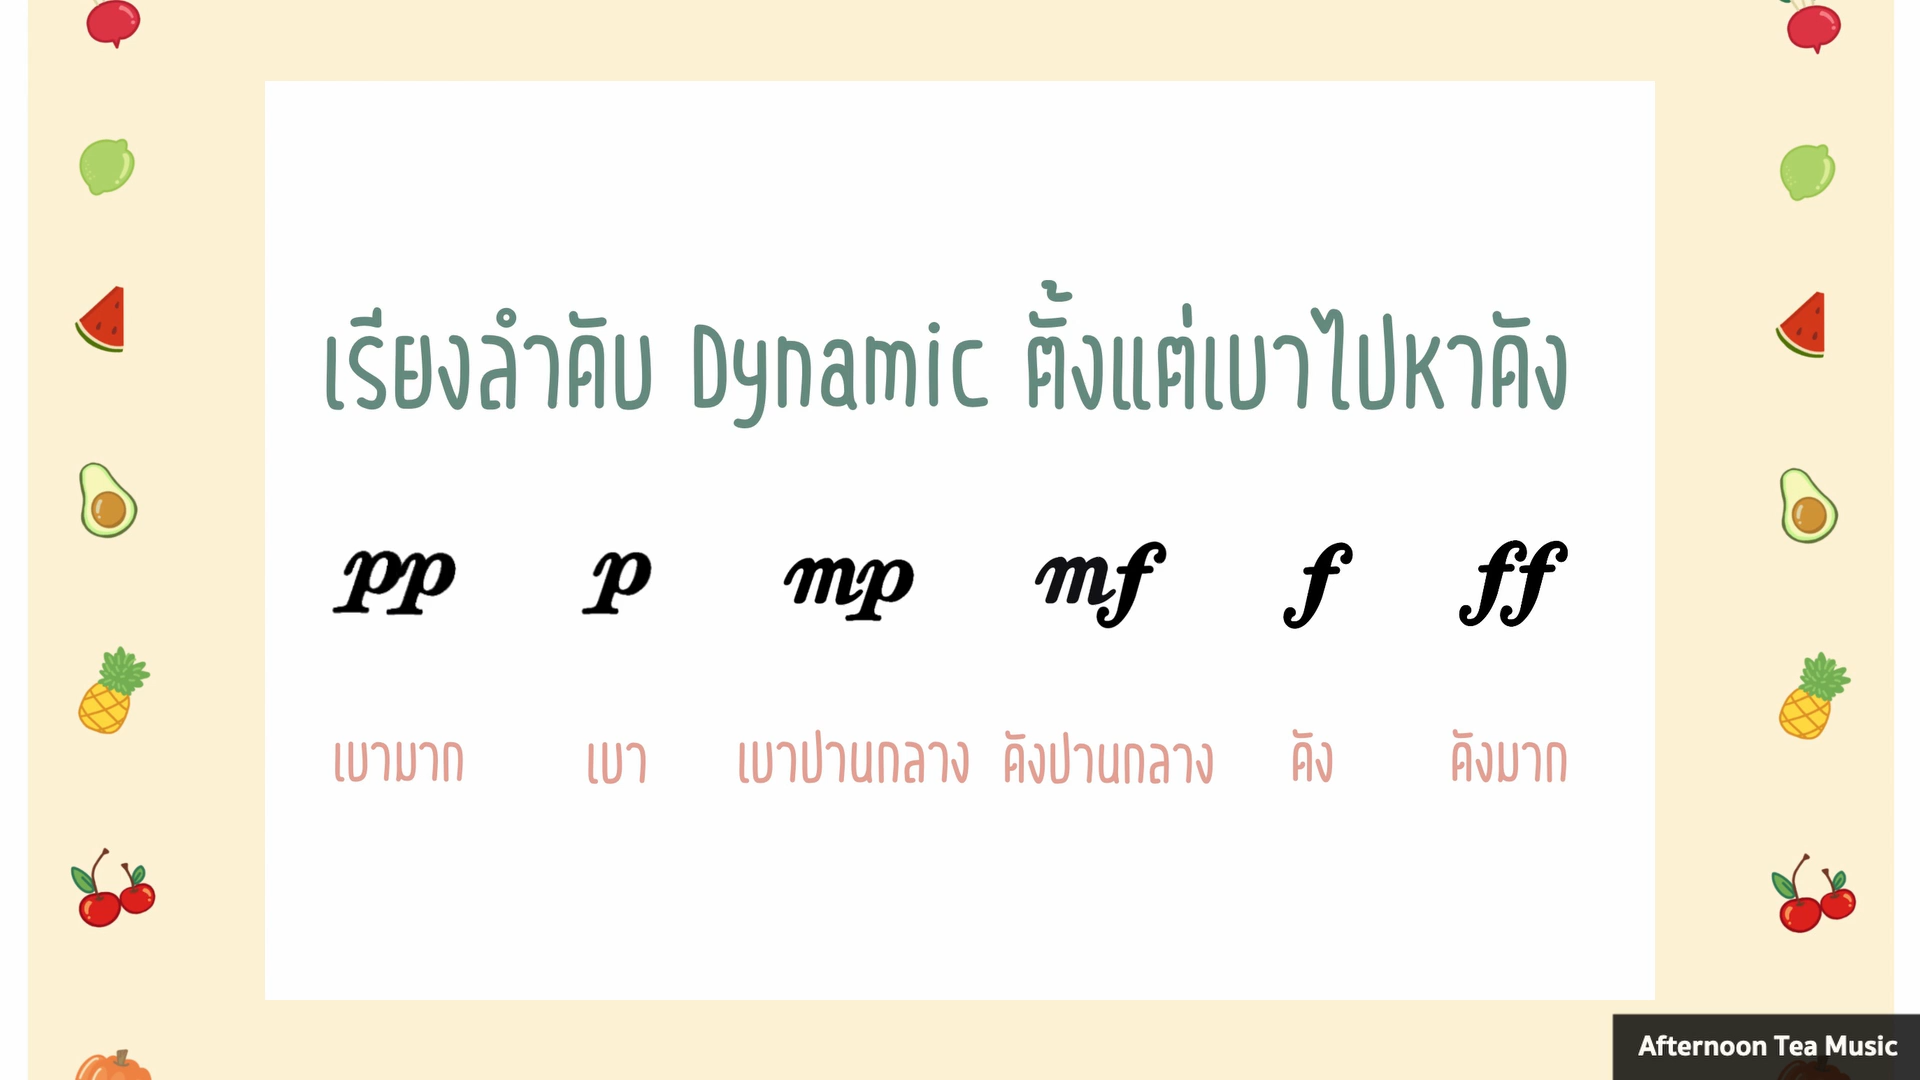 เรียงลำดับ Dynamic ตั้งแต่เบาไปหาดัง
pp p mp mf f ff
เบามาก เบา เบาปานกลาง ดังปานกลาง ดัง ดังมาก
Afternoon Tea Music